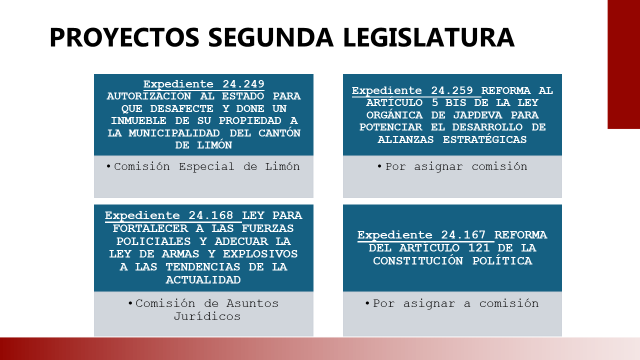 PROYECTOS SEGUNDA LEGISLATURA
Expediente 24.249
AUTORIZACION AL ESTADO PARA
QUE DESAFECTE Y DONE UN
INMUEBLE DE SU PROPIEDAD A
LA MUNICIPALIDAD DEL CANTÓN
DE LIMÓN
• Comisión Especial de Limón
Expediente 24.259 REFORMA AL
ARTICULO 5 BIS DE LA LEY
ORGÁNICA DE JAPDEVA PARA
POTENCIAR EL DESARROLLO DE
ALIANZAS ESTRATÉGICAS
• Por asignar comisión
Expediente 24.168 LEY PARA
FORTALECER A LAS FUERZAS
POLICIALES Y ADECUAR LA
LEY DE ARMAS Y EXPLOSIVOS
A LAS TENDENCIAS DE LA
ACTUALIDAD
• Comisión de Asuntos
Jurídicos
Expediente 24.167 REFORMA
DEL ARTICULO 121 DE LA
CONSTITUCIÓN POLÍTICA
• Por asignar a comisión